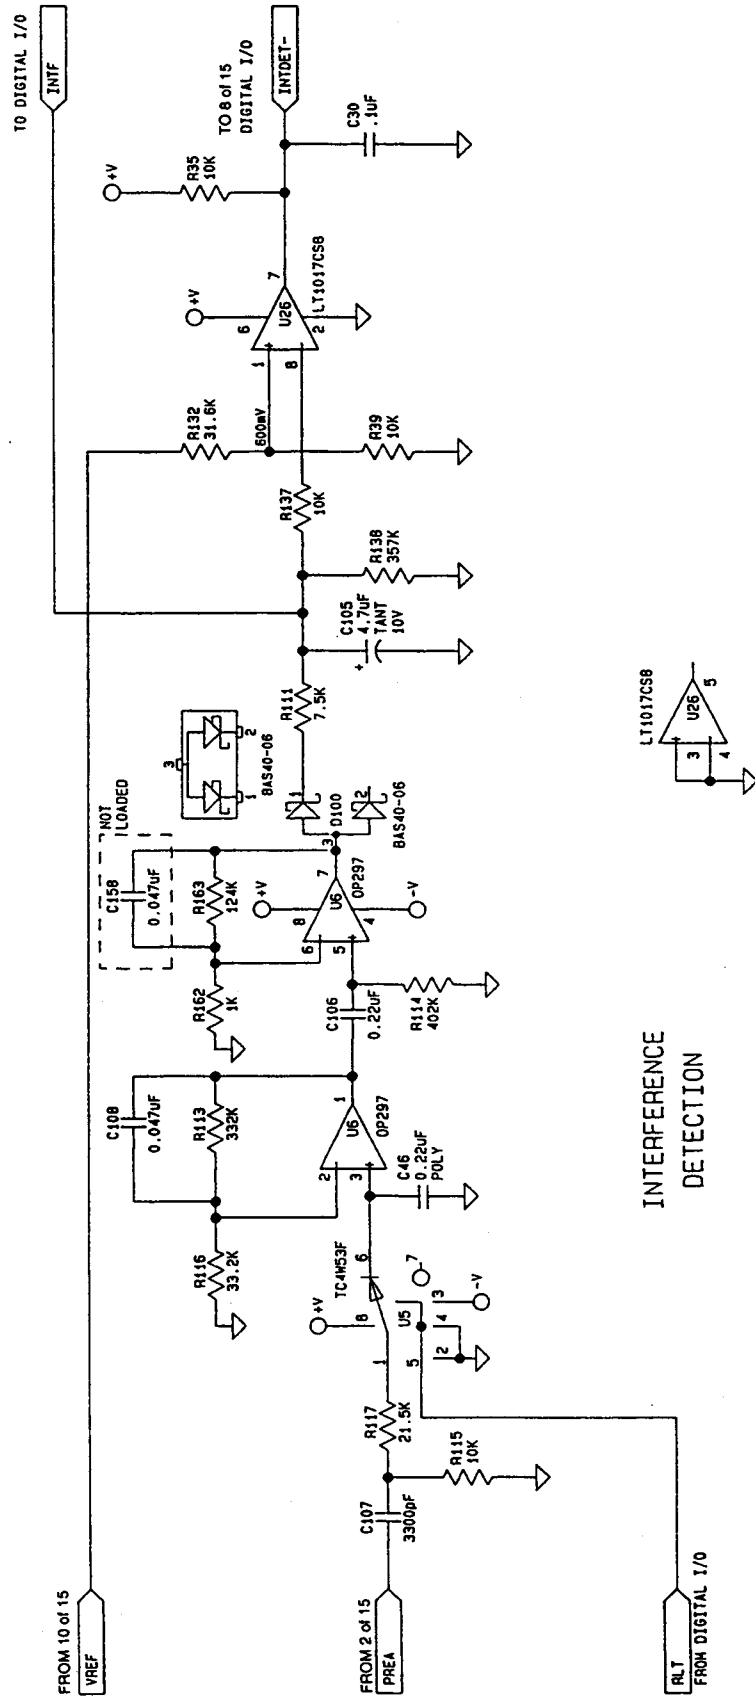 TO DIGITAL I/O
INTF
TO 8 of 15
DIGITAL I/O
INTDET-
+V
R35
10K
C30
.1UF
+V
6
1
8
U26
7
2
LT1017CS8
R132
31.6K
600mV
R39
10K
R137
10K
R138
357K
C105
4.7UF
TANT
10V
+
R111
7.5K
3
1
2
BAS40-06
1
D100
3
2
BAS40-06
NOT
LOADED
C158
0.047UF
R163
124K
R162
1K
+V
8
6
5
U6
7
4
OP297
-V
C106
0.22UF
R114
402K
C108
0.047UF
R113
332K
R116
33.2K
2
3
U6
1
OP297
C46
0.22UF
POLY
TC4W53F
+V
8
6
1
U5
7
5
3
4
2
-V
R117
21.5K
R115
10K
C107
3300pF
FROM 10 of 15
VREF
FROM 2 of 15
PREA
RLT
FROM DIGITAL I/O
LT1017CS8
3
4
U26
5
INTERFERENCE
DETECTION